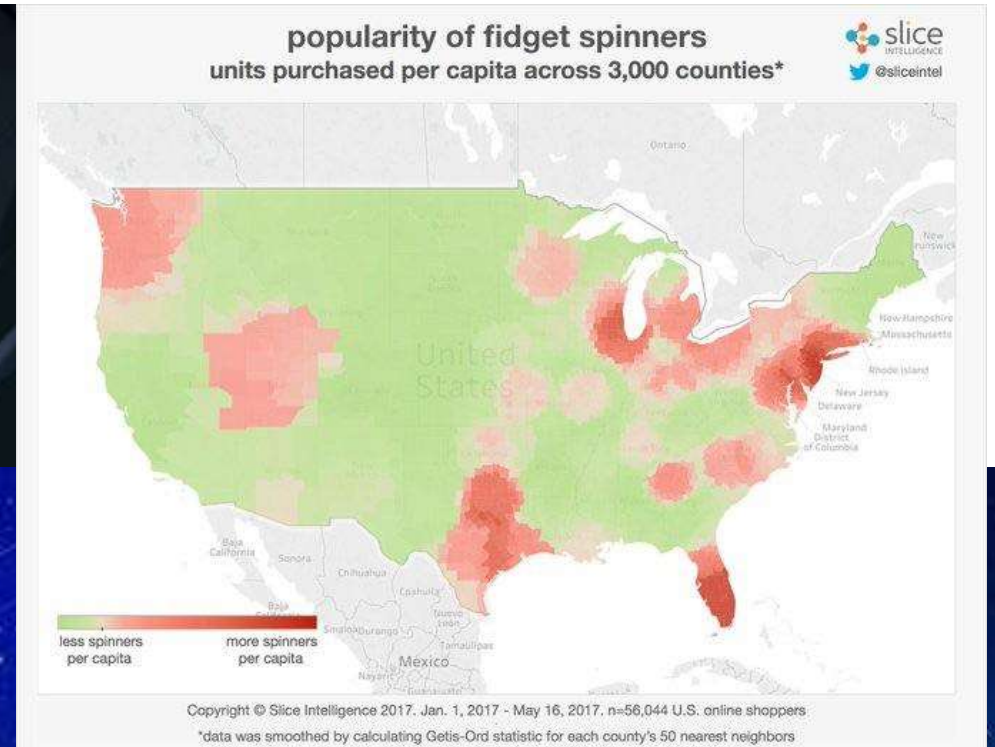 popularity of fidget spinners
units purchased per capita across 3,000 counties*
slice
INTELLIGENCE
@sliceintel
Ontario
New
Brunswick
New Hampshire
Massachusetts
Rhode Island
New Jersey
Delaware
Maryland
District
of Columbia
United
States
Baja
California
Sonora
Chihuahua
Coahuila
Baja
Nuevo
León
Sinaloa
Durango
Tamaulipas
Mexico
Nayarit
less spinners
per capita
more spinners
per capita
Copyright © Slice Intelligence 2017. Jan. 1, 2017 - May 16, 2017. n=56,044 U.S. online shoppers
*data was smoothed by calculating Getis-Ord statistic for each county's 50 nearest neighbors